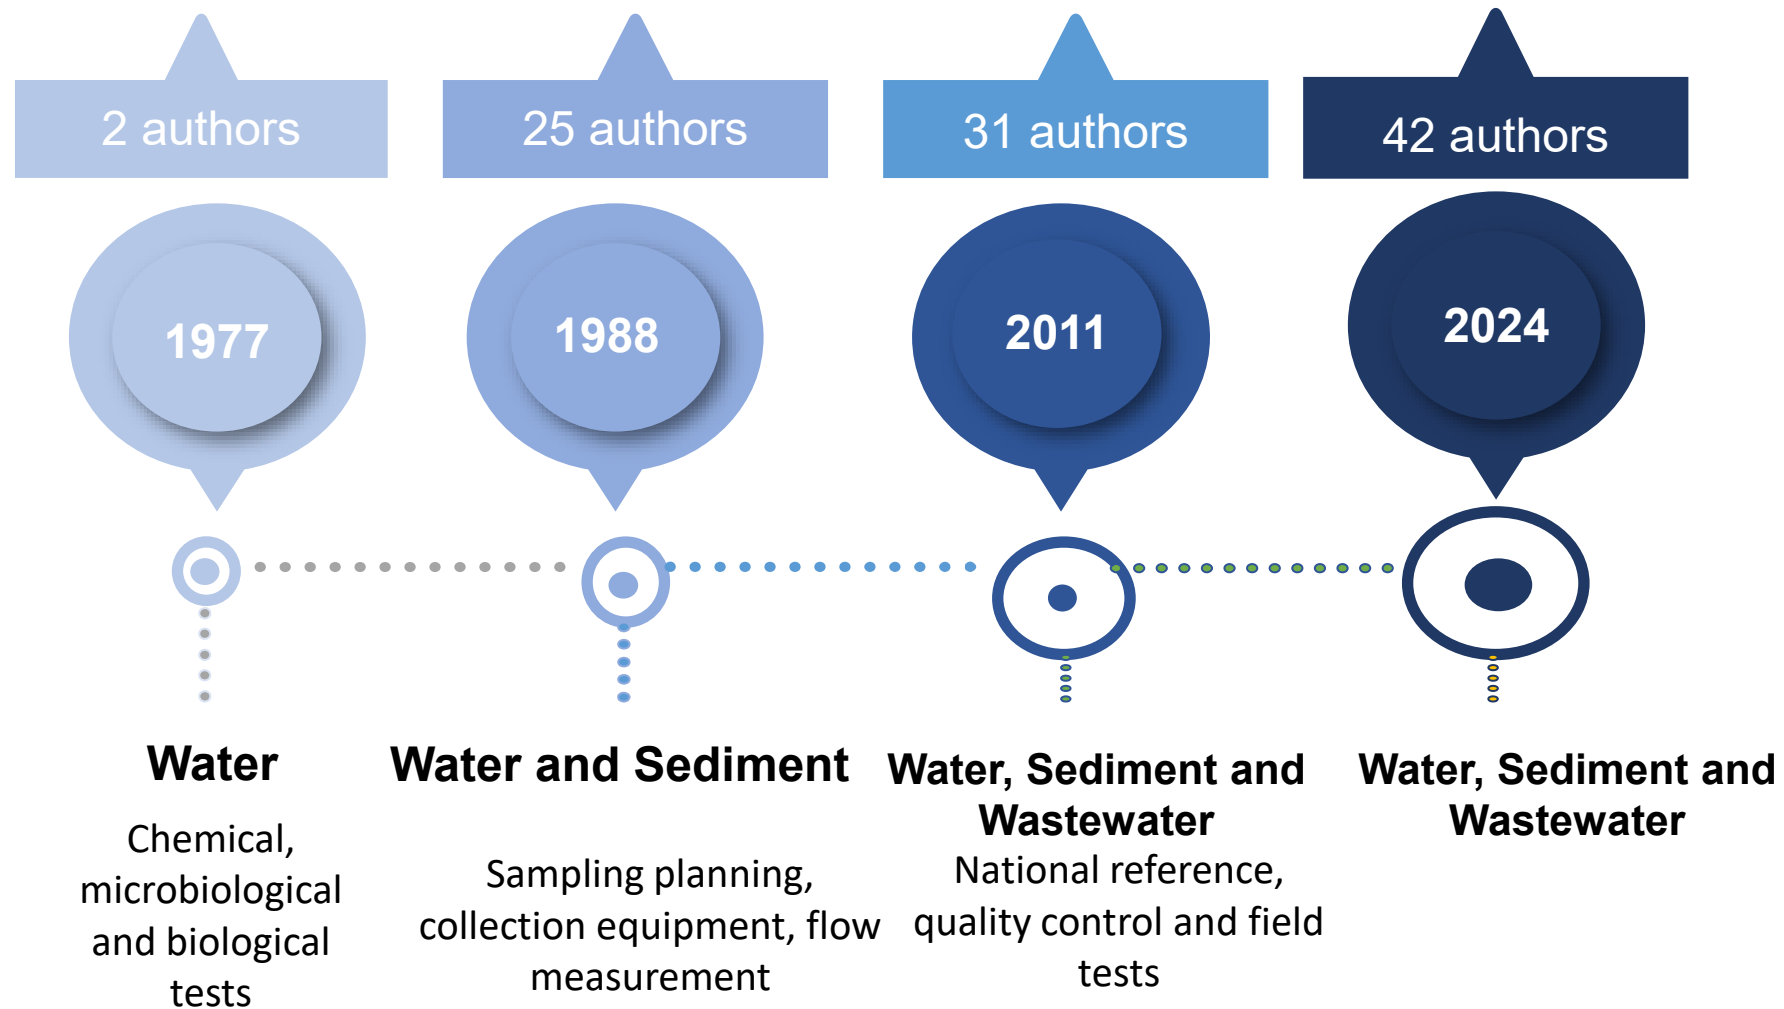 2 authors
25 authors
31 authors
42 authors
1977
1988
2011
2024
Water
Chemical,
microbiological
and biological
tests
Water and Sediment
Sampling planning,
collection equipment, flow
measurement
Water, Sediment and
Wastewater
National reference,
quality control and field
tests
Water, Sediment and
Wastewater